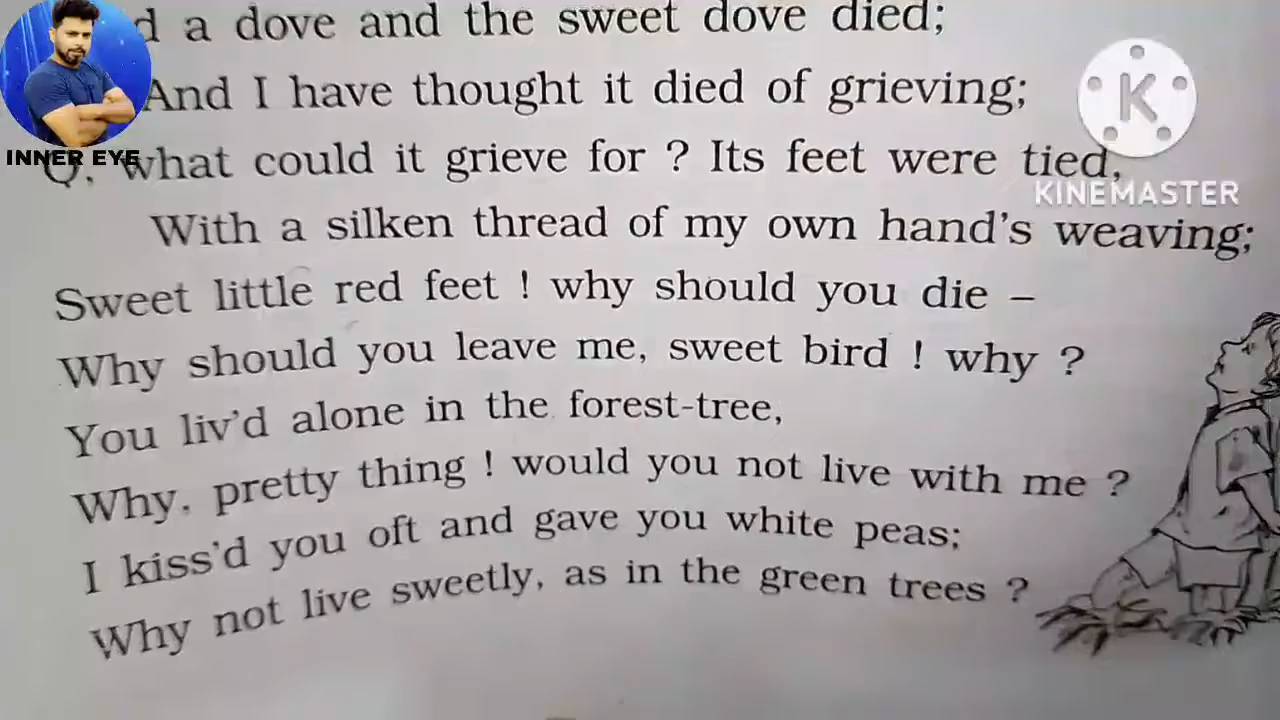 d a dove and the sweet dove died;
And I have thought it died of grieving;
O, what could it grieve for ? Its feet were tied,
With a silken thread of my own hand's weaving;
Sweet little red feet ! why should you die –
Why should you leave me, sweet bird ! why ?
You liv'd alone in the forest-tree,
Why, pretty thing ! would you not live with me ?
I kiss'd you oft and gave you white peas;
Why not live sweetly, as in the green trees ?
INNER EYE
K
KINEMASTER